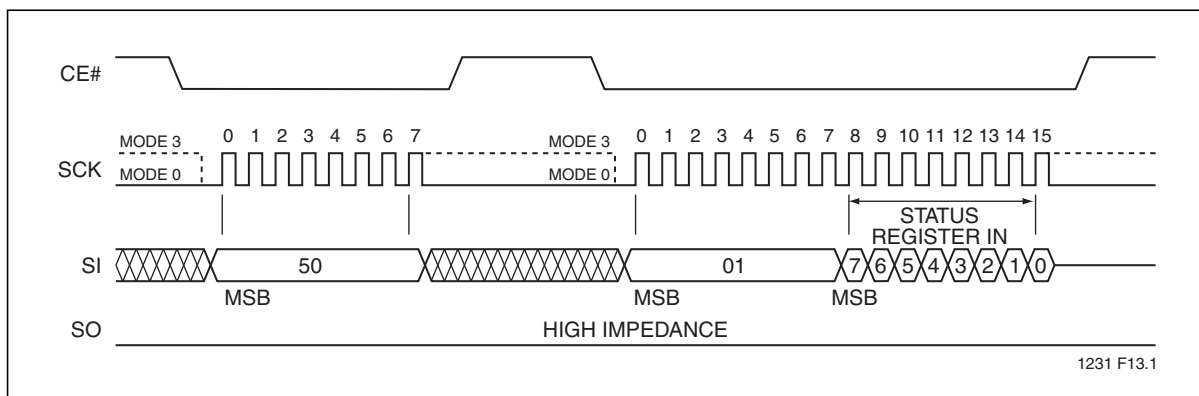 CE#
MODE 3 0 1 2 3 4 5 6 7 MODE 3 0 1 2 3 4 5 6 7 8 9 10 11 12 13 14 15
SCK MODE 0 MODE 0
STATUS
REGISTER IN
SI 50 01 7 6 5 4 3 2 1 0
MSB MSB MSB
SO HIGH IMPEDANCE
1231 F13.1